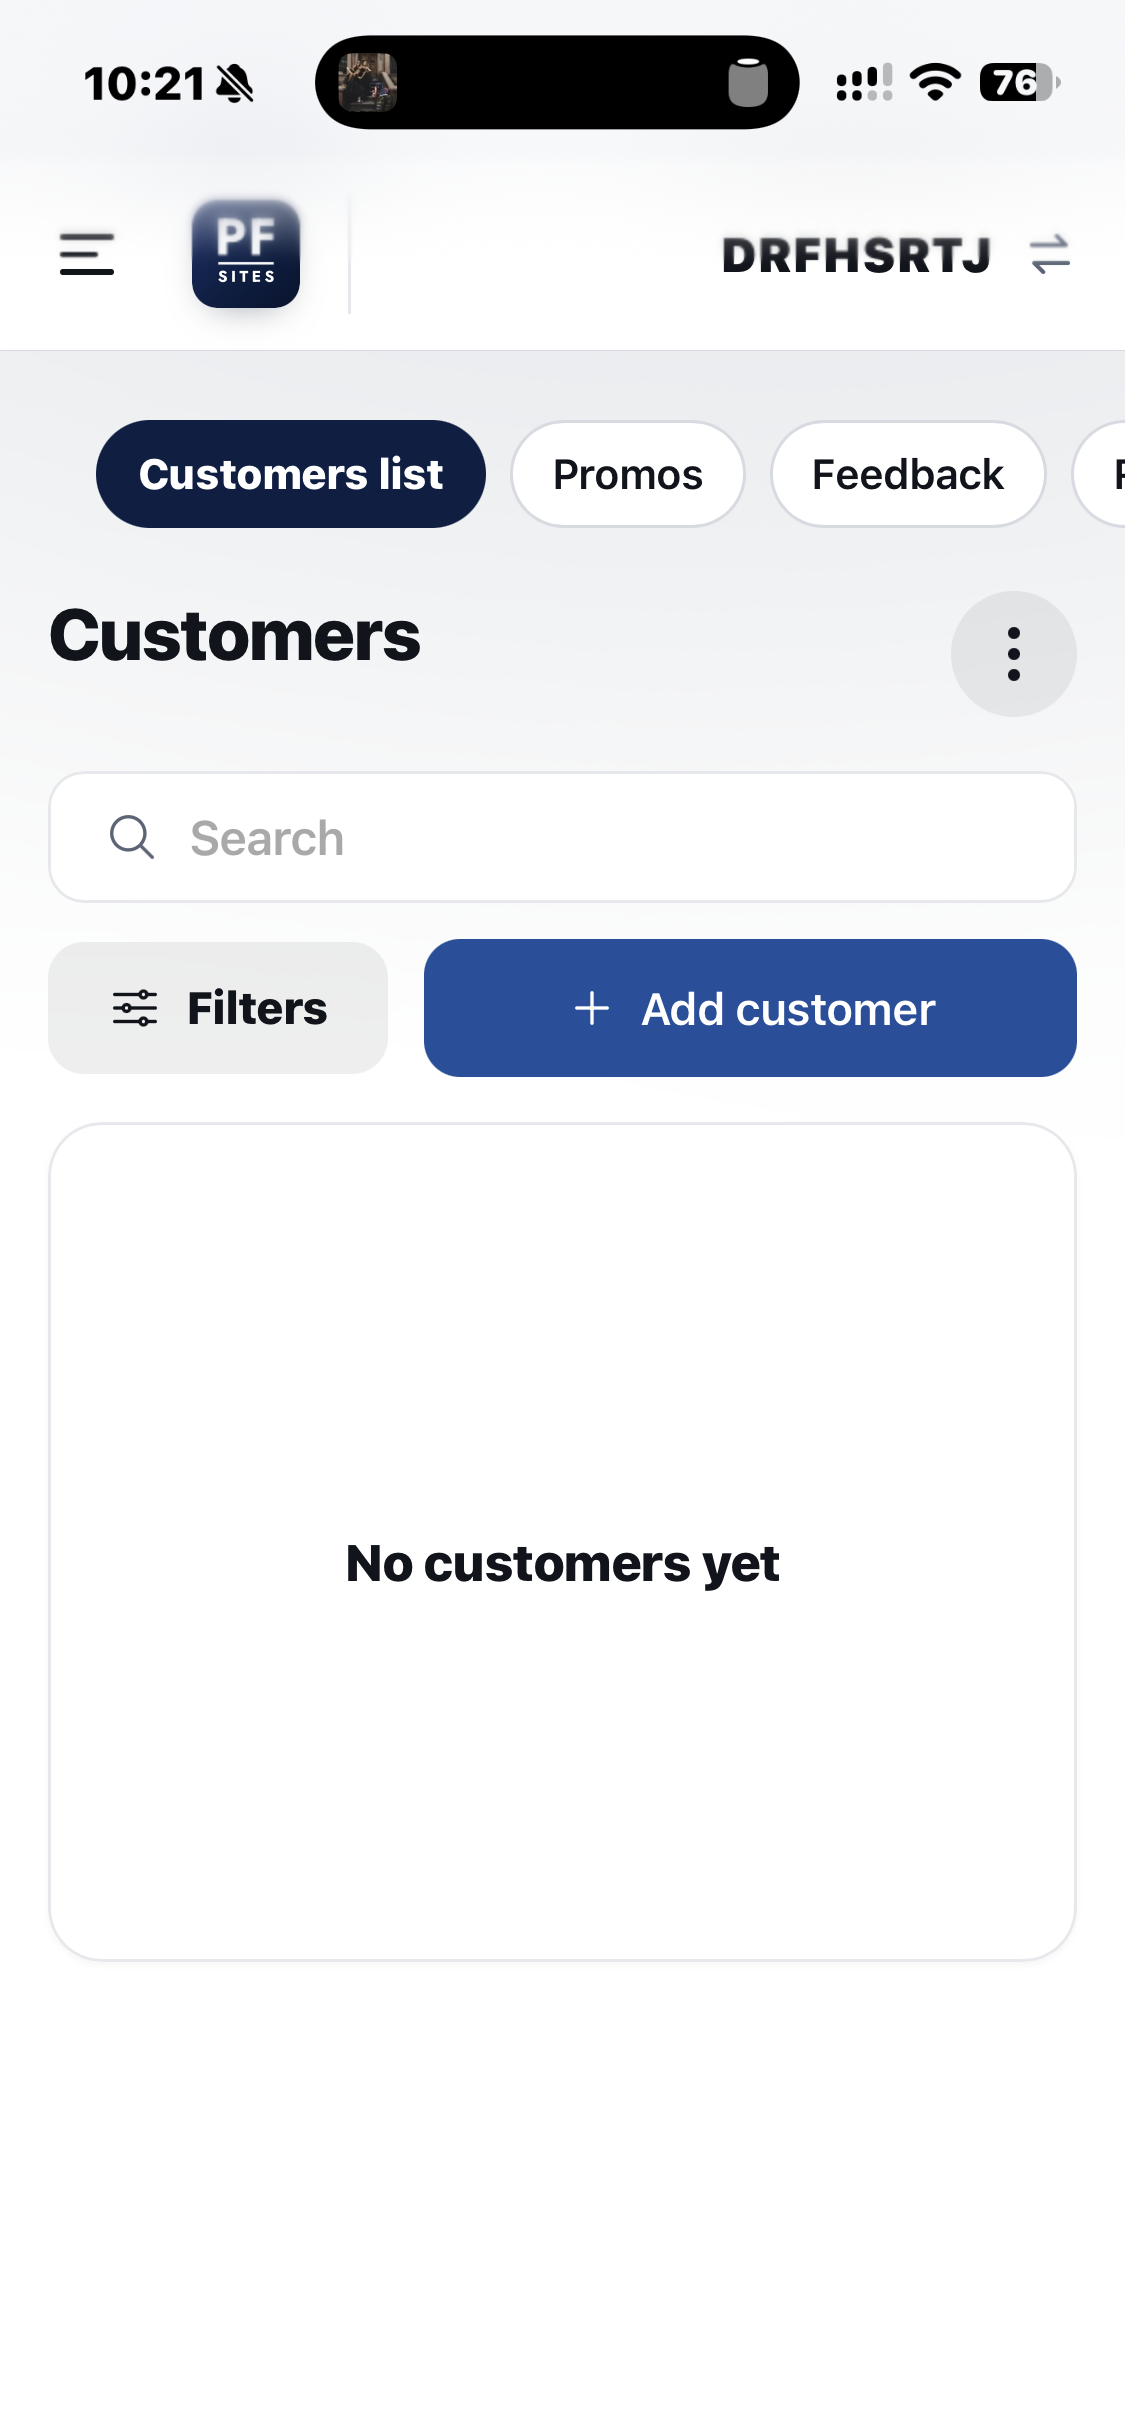 10:21
76
PF
SITES
DRFHSRTJ
Customers list
Promos
Feedback
Customers
Search
Filters
Add customer
No customers yet